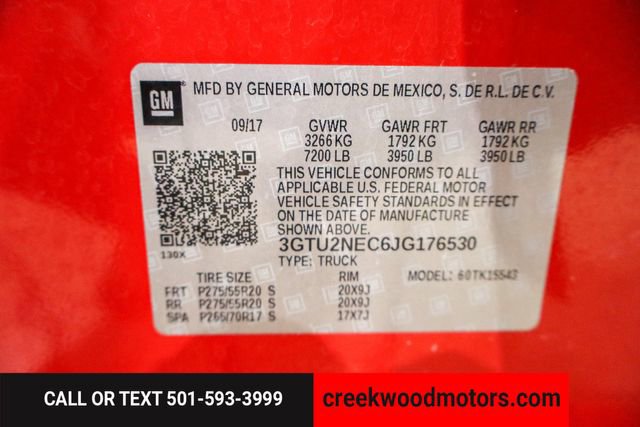 GM
MFD BY GENERAL MOTORS DE MEXICO, S. DE R.L. DE C.V.
09/17 GVWR GAWR FRT GAWR RR
3266 KG 1792 KG 1792 KG
7200 LB 3950 LB 3950 LB
THIS VEHICLE CONFORMS TO ALL
APPLICABLE U.S. FEDERAL MOTOR
VEHICLE SAFETY STANDARDS IN EFFECT
ON THE DATE OF MANUFACTURE
SHOWN ABOVE.
130X 3GTU2NEC6JG176530
TYPE: TRUCK MODEL: 60TK15543
TIRE SIZE RIM
FRT P275/55R20 S 20X9J
RR P275/55R20 S 20X9J
SPA P265/70R17 S 17X7J
CALL OR TEXT 501-593-3999 creekwoodmotors.com